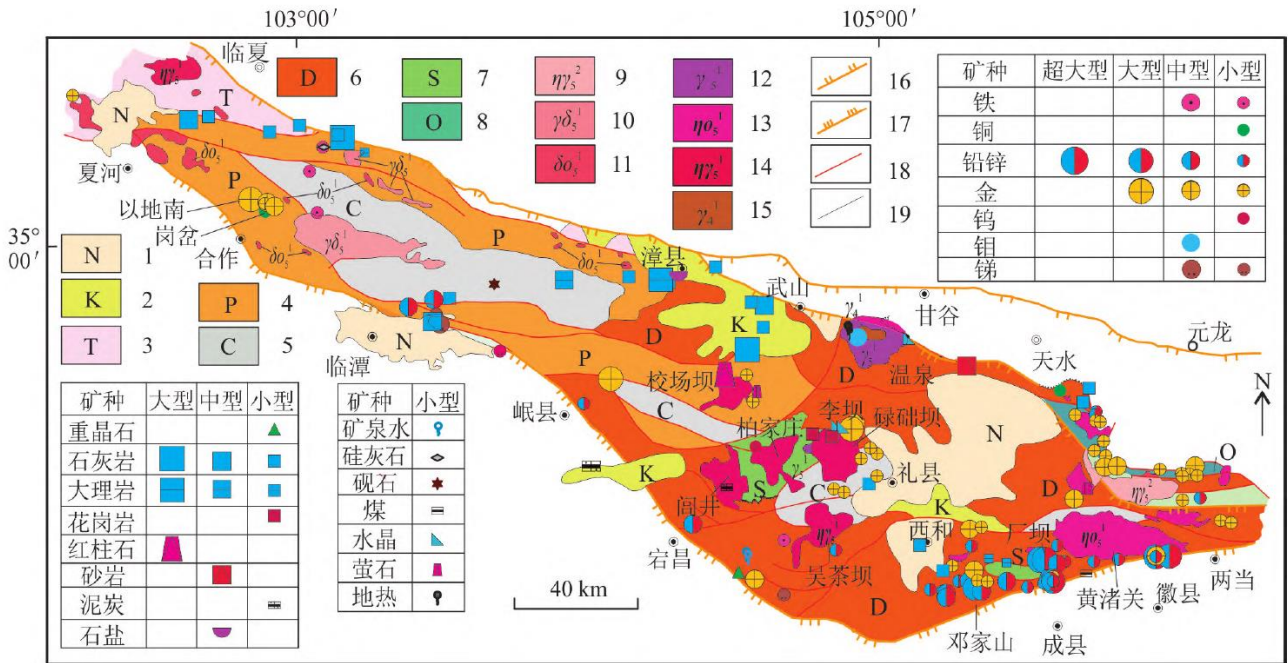 103°00′
105°00′
35°
00′
临夏
夏河
以地南
岗岔
合作
临潭
岷县
漳县
武山
甘谷
天水
元龙
温泉
校场坝
柏家庄
李坝
碌础坝
礼县
闾井
宕昌
西和
吴茶坝
厂坝
邓家山
成县
黄渚关
徽县
两当
N
T
P
C
D
K
S
O
ηγ₅¹
δο₅¹
γδ₅¹
γ₄¹
γ₅¹
ηο₅¹
ηγ₅²
N 1
K 2
T 3
P 4
C 5
D 6
S 7
O 8
ηγ₅² 9
γδ₅¹ 10
δο₅¹ 11
γ₅¹ 12
ηο₅¹ 13
ηγ₅¹ 14
γ₄¹ 15
16
17
18
19
矿种 超大型 大型 中型 小型
铁
铜
铅锌
金
钨
钼
锑
矿种 大型 中型 小型
重晶石
石灰岩
大理岩
花岗岩
红柱石
砂岩
泥炭
石盐
矿种 小型
矿泉水
硅灰石
砚石
煤
水晶
萤石
地热
40 km
N